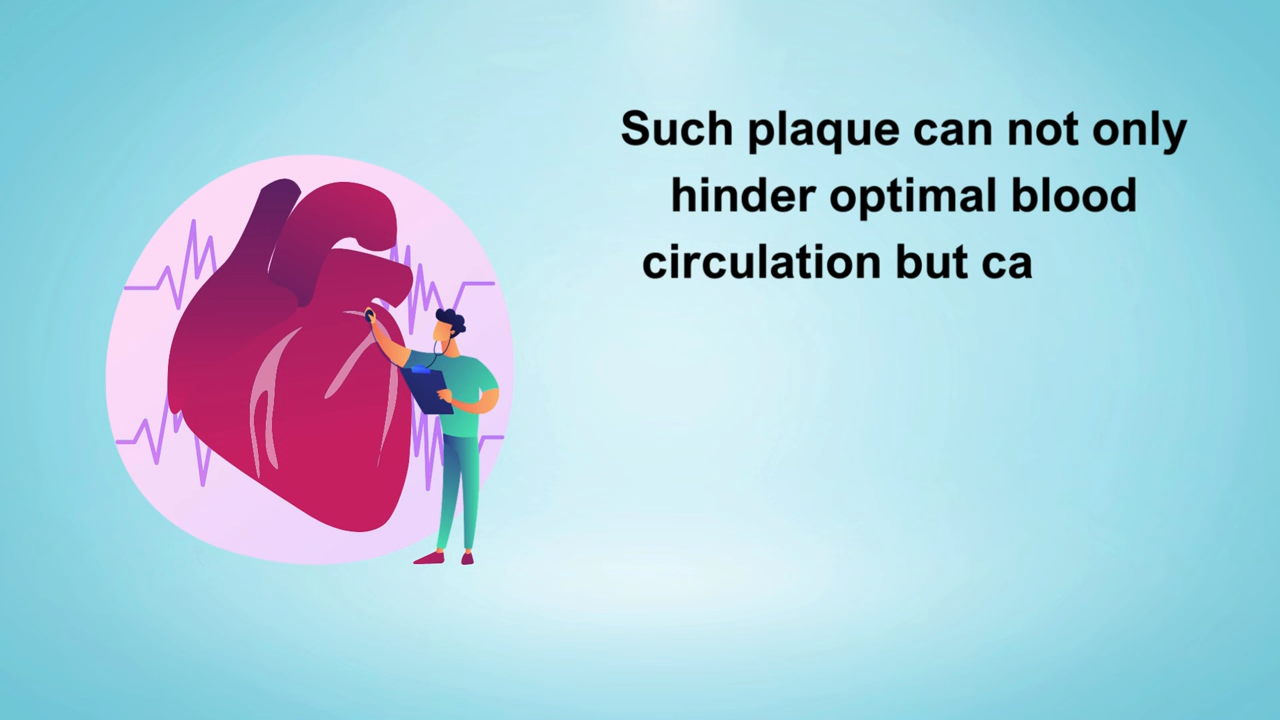 Such plaque can not only
hinder optimal blood
circulation but ca